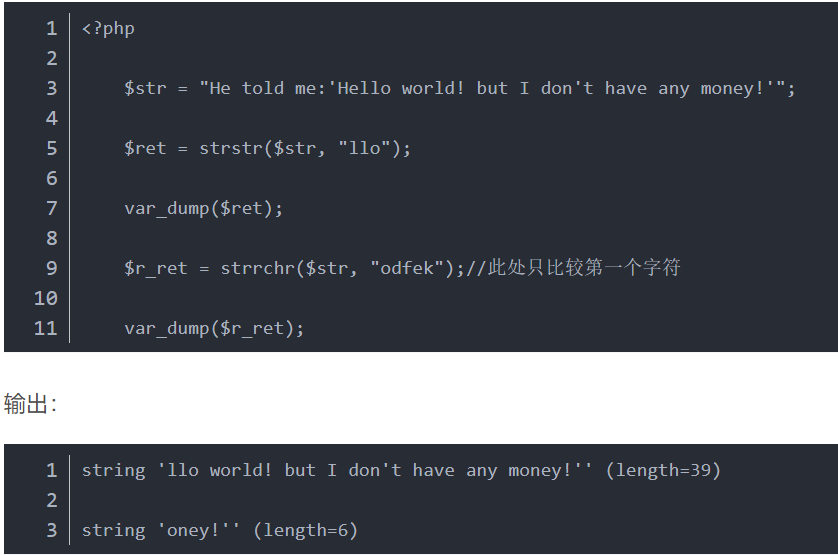 1 <?php
2
3 $str = "He told me:'Hello world! but I don't have any money!'";
4
5 $ret = strstr($str, "llo");
6
7 var_dump($ret);
8
9 $r_ret = strrchr($str, "odfek");//此处只比较第一个字符
10
11 var_dump($r_ret);
输出：
1 string 'llo world! but I don't have any money!'' (length=39)
2
3 string 'oney!'' (length=6)